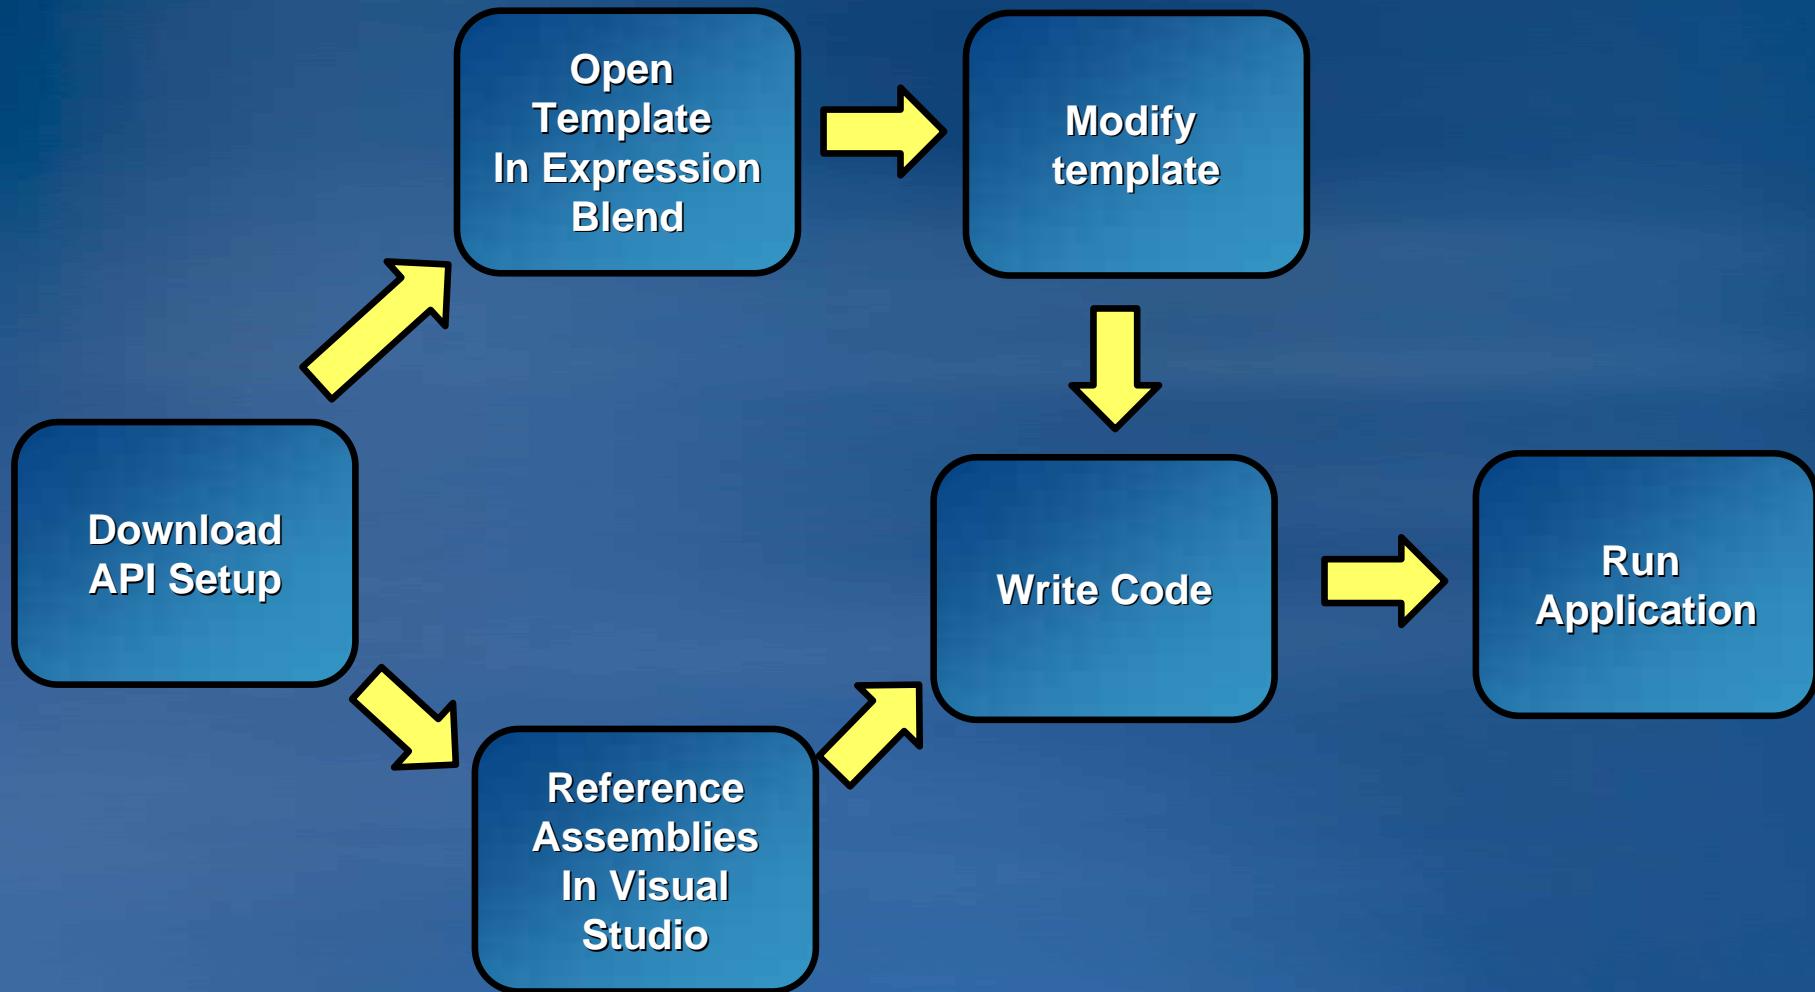 Open
Template
In Expression
Blend
Modify
template
Download
API Setup
Write Code
Run
Application
Reference
Assemblies
In Visual
Studio